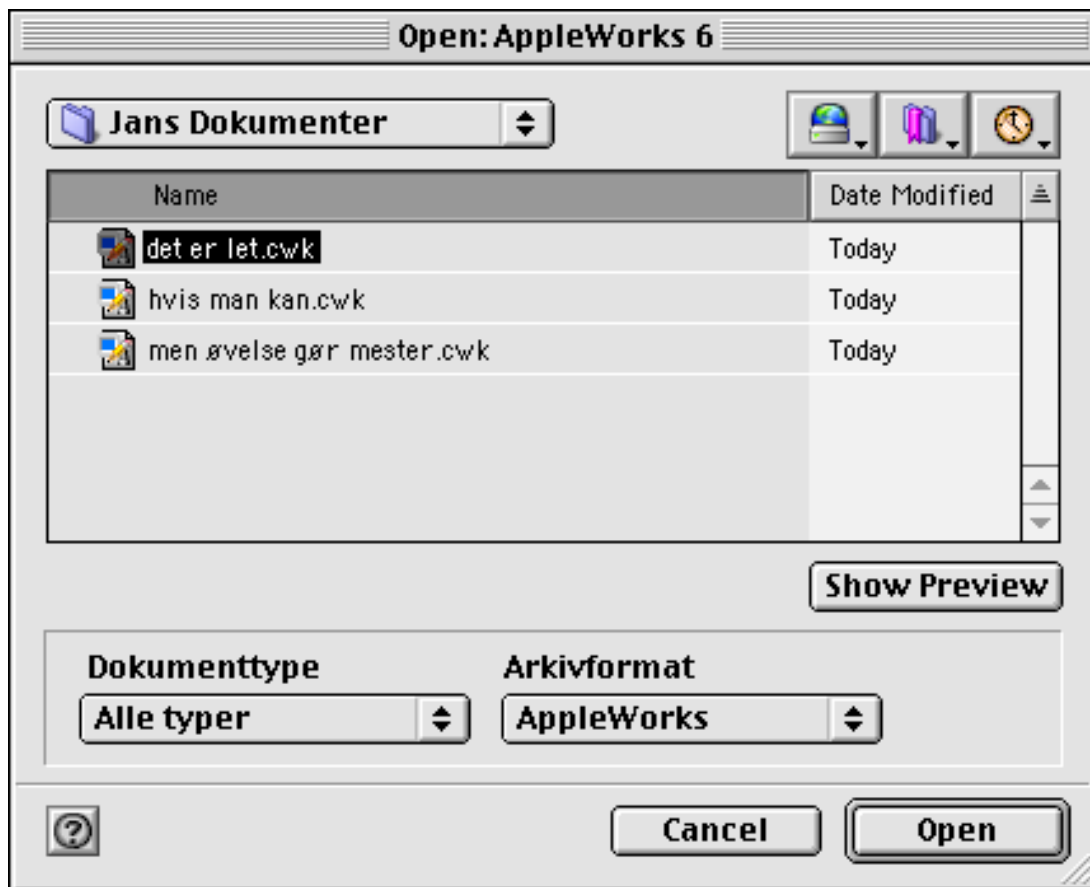 Open: AppleWorks 6
Jans Dokumenter
Name Date Modified
det er let.cwk Today
hvis man kan.cwk Today
men øvelse gør mester.cwk Today
Show Preview
Dokumenttype Arkivformat
Alle typer AppleWorks
? Cancel Open